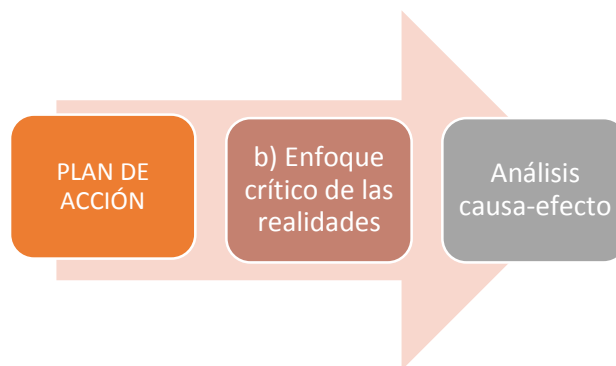 PLAN DE
ACCIÓN
b) Enfoque
crítico de las
realidades
Análisis
causa-efecto